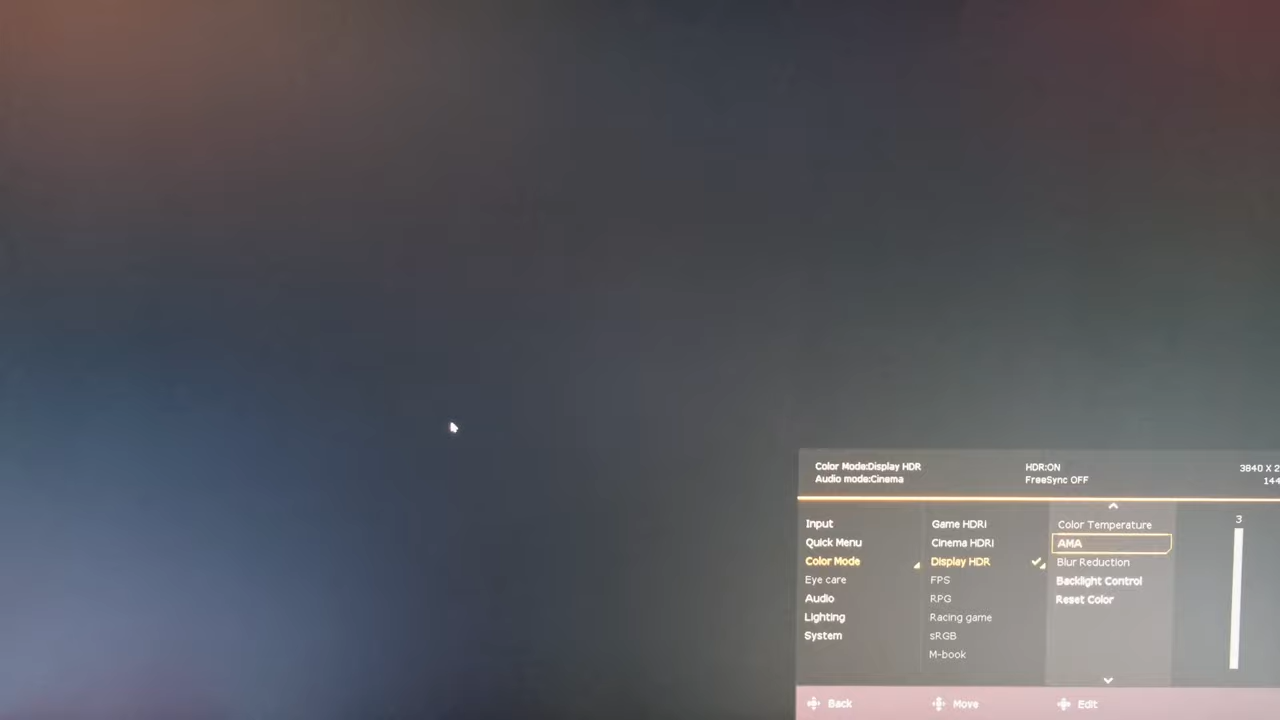 Color Mode:Display HDR HDR:ON 3840 X 2
Audio mode:Cinema FreeSync OFF 144
Input Game HDRi Color Temperature 3
Quick Menu Cinema HDRi AMA
Color Mode Display HDR Blur Reduction
Eye care FPS Backlight Control
Audio RPG Reset Color
Lighting Racing game
System sRGB
M-book
Back Move Edit